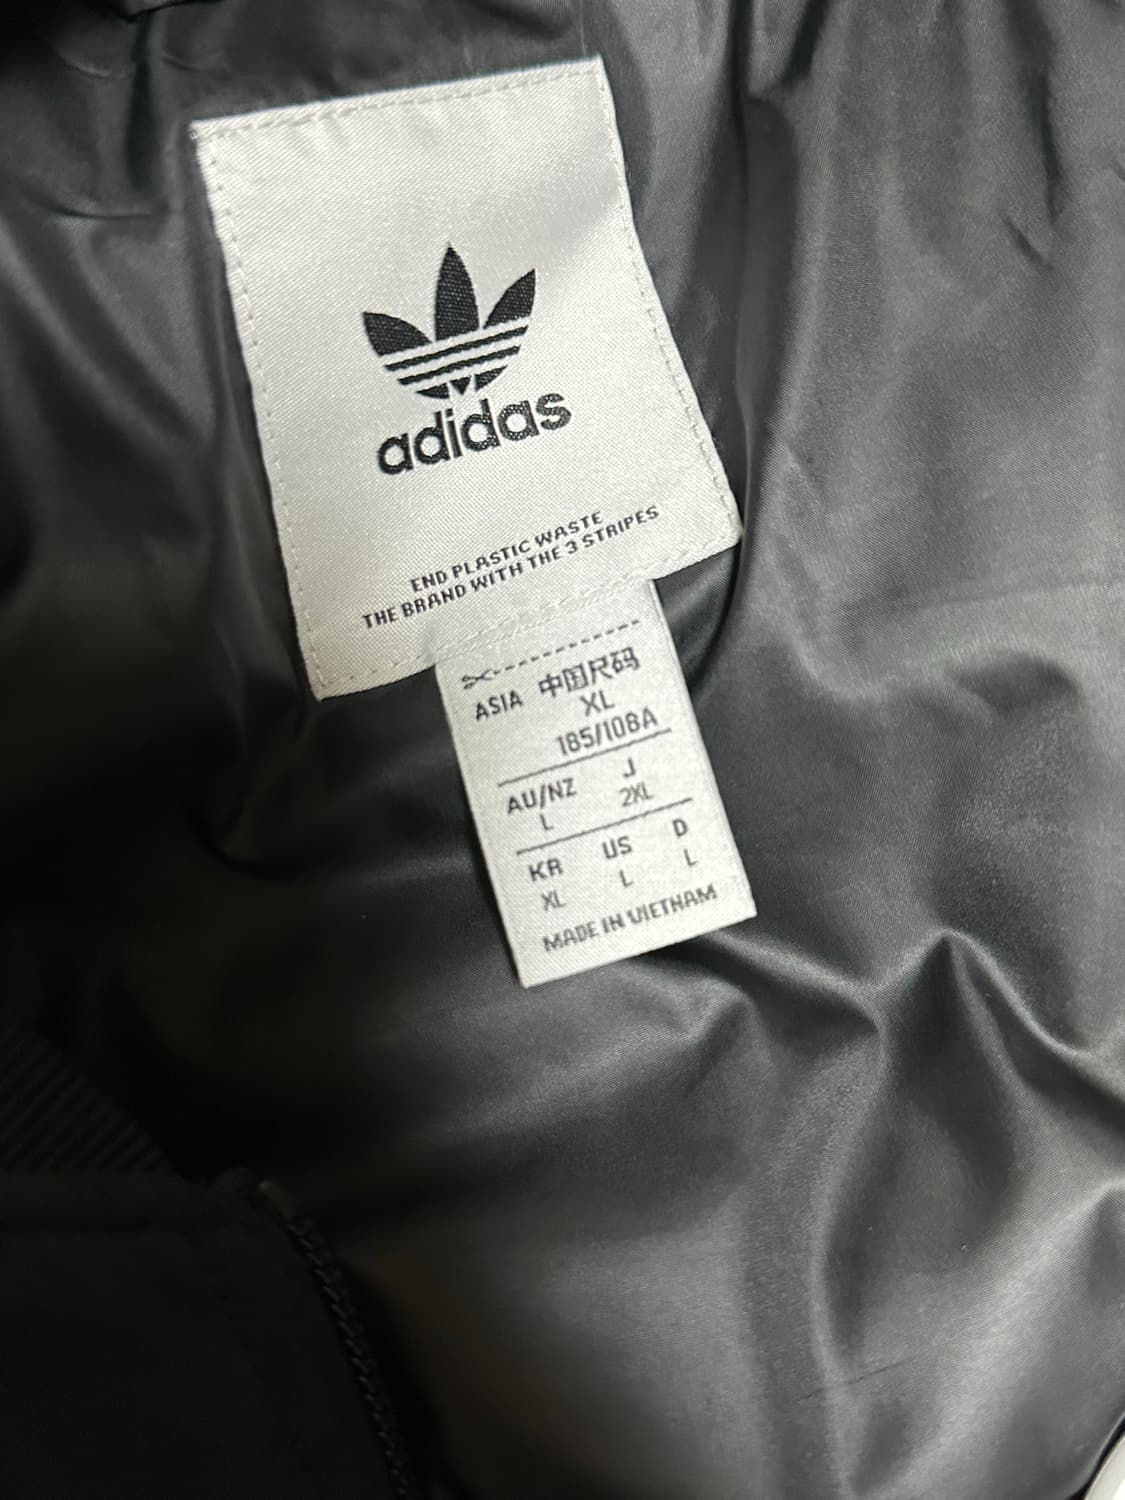 adidas
END PLASTIC WASTE
THE BRAND WITH THE 3 STRIPES
ASIA 中国尺码
XL
185/108A
AU/NZ J
L 2XL
KR US D
XL L L
MADE IN VIETNAM